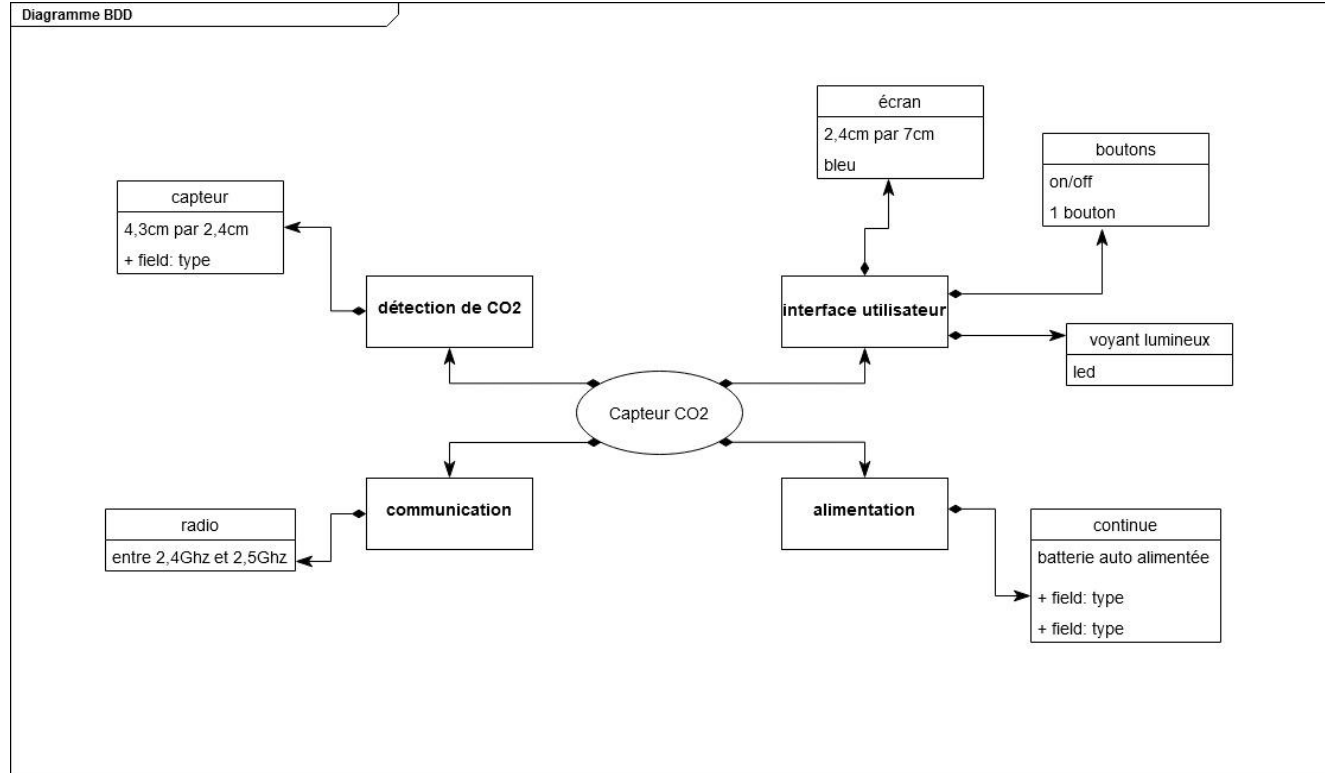 Diagramme BDD
écran
2,4cm par 7cm
bleu
boutons
on/off
1 bouton
capteur
4,3cm par 2,4cm
+ field: type
détection de CO2
interface utilisateur
voyant lumineux
led
Capteur CO2
communication
alimentation
radio
entre 2,4Ghz et 2,5Ghz
continue
batterie auto alimentée
+ field: type
+ field: type